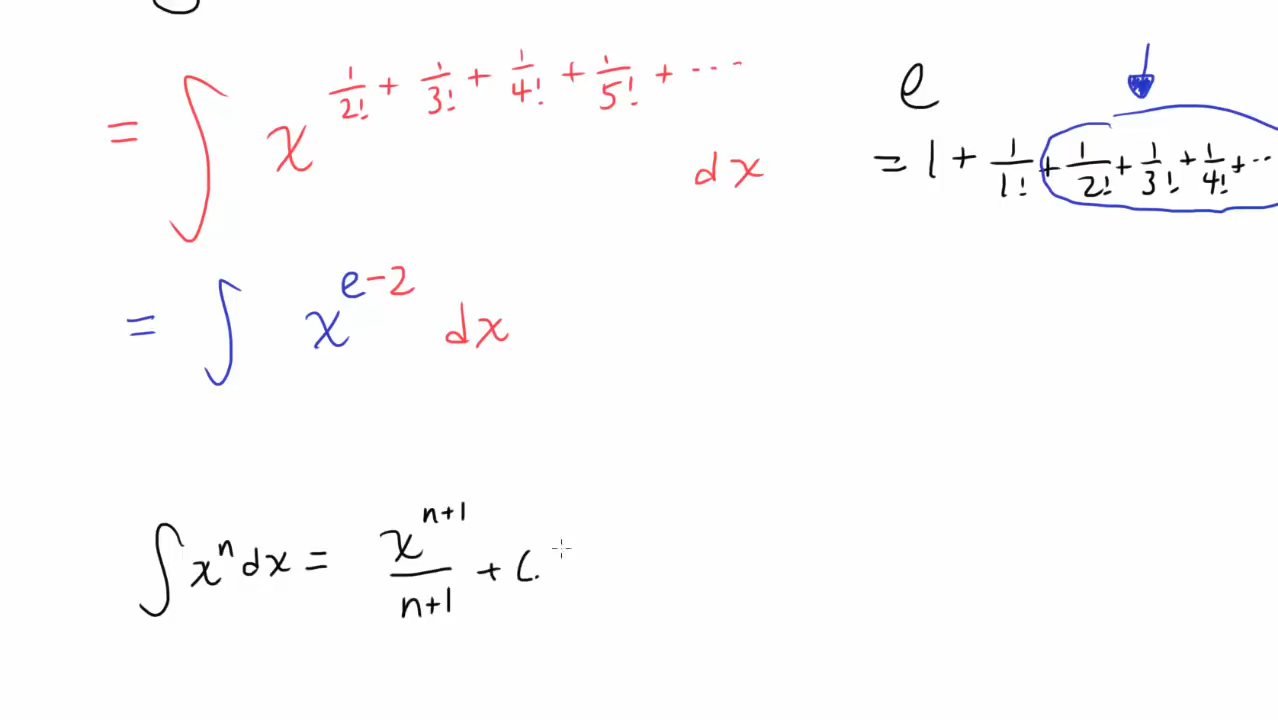 = ∫ x^(1/2! + 1/3! + 1/4! + 1/5! + ⋯) dx
e
= 1 + 1/1! + 1/2! + 1/3! + 1/4! + ⋯
= ∫ x^(e-2) dx
∫ x^n dx = x^(n+1)/(n+1) + C.